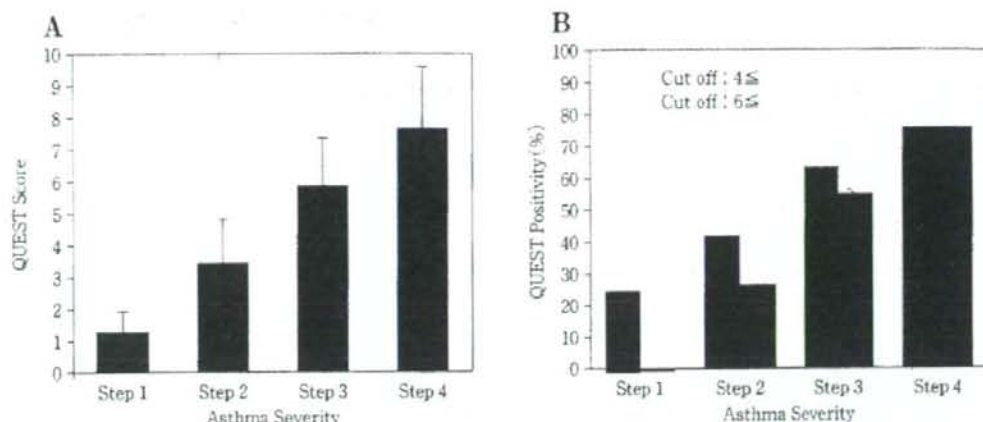 A
QUEST Score
10
9
8
7
6
5
4
3
2
1
0
Step 1
Step 2
Step 3
Step 4
Asthma Severity
B
QUEST Positivity (%)
100
90
80
70
60
50
40
30
20
10
0
Cut off : 4≦
Cut off : 6≦
Step 1
Step 2
Step 3
Step 4
Asthma Severity